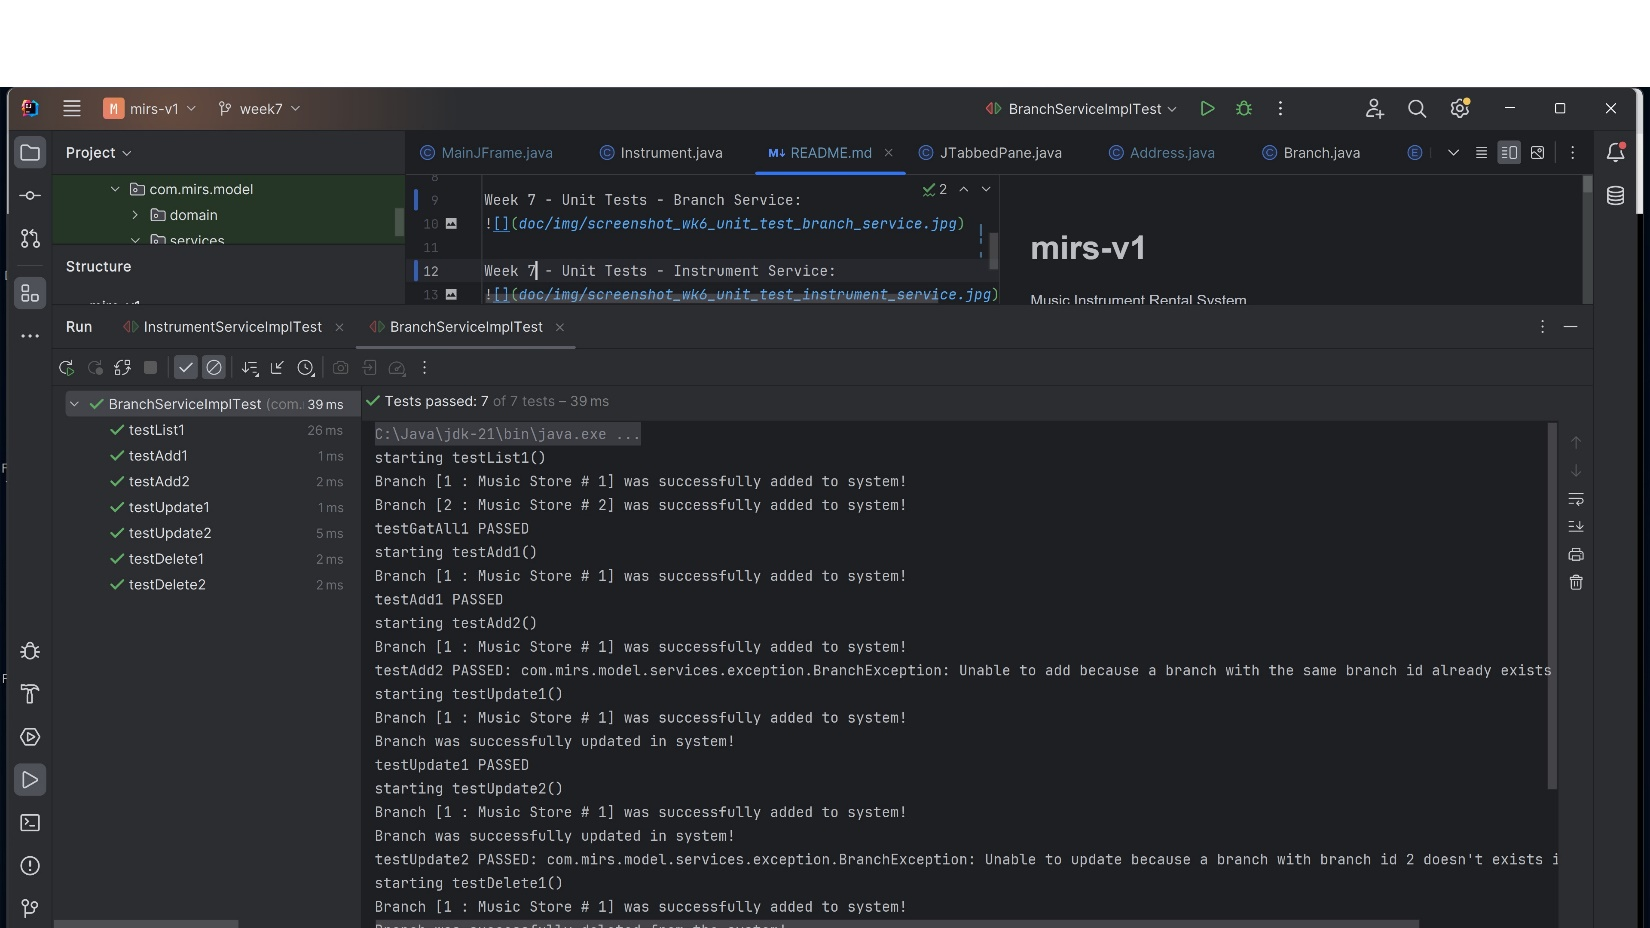 M mirs-v1 week7 BranchServiceImplTest
Project
MainJFrame.java Instrument.java M↓ README.md JTabbedPane.java Address.java Branch.java
com.mirs.model
domain
services
Structure
mirs-v1
8
9 Week 7 - Unit Tests - Branch Service:
10 ![](doc/img/screenshot_wk6_unit_test_branch_service.jpg)
11
12 Week 7 - Unit Tests - Instrument Service:
13 ![](doc/img/screenshot_wk6_unit_test_instrument_service.jpg)
2
mirs-v1
Music Instrument Rental System
Run InstrumentServiceImplTest BranchServiceImplTest
BranchServiceImplTest (com. 39 ms
testList1 26 ms
testAdd1 1 ms
testAdd2 2 ms
testUpdate1 1 ms
testUpdate2 5 ms
testDelete1 2 ms
testDelete2 2 ms
Tests passed: 7 of 7 tests – 39 ms
C:\Java\jdk-21\bin\java.exe ...
starting testList1()
Branch [1 : Music Store # 1] was successfully added to system!
Branch [2 : Music Store # 2] was successfully added to system!
testGatAll1 PASSED
starting testAdd1()
Branch [1 : Music Store # 1] was successfully added to system!
testAdd1 PASSED
starting testAdd2()
Branch [1 : Music Store # 1] was successfully added to system!
testAdd2 PASSED: com.mirs.model.services.exception.BranchException: Unable to add because a branch with the same branch id already exists
starting testUpdate1()
Branch [1 : Music Store # 1] was successfully added to system!
Branch was successfully updated in system!
testUpdate1 PASSED
starting testUpdate2()
Branch [1 : Music Store # 1] was successfully added to system!
Branch was successfully updated in system!
testUpdate2 PASSED: com.mirs.model.services.exception.BranchException: Unable to update because a branch with branch id 2 doesn't exists i
starting testDelete1()
Branch [1 : Music Store # 1] was successfully added to system!
Branch was successfully deleted from the system!